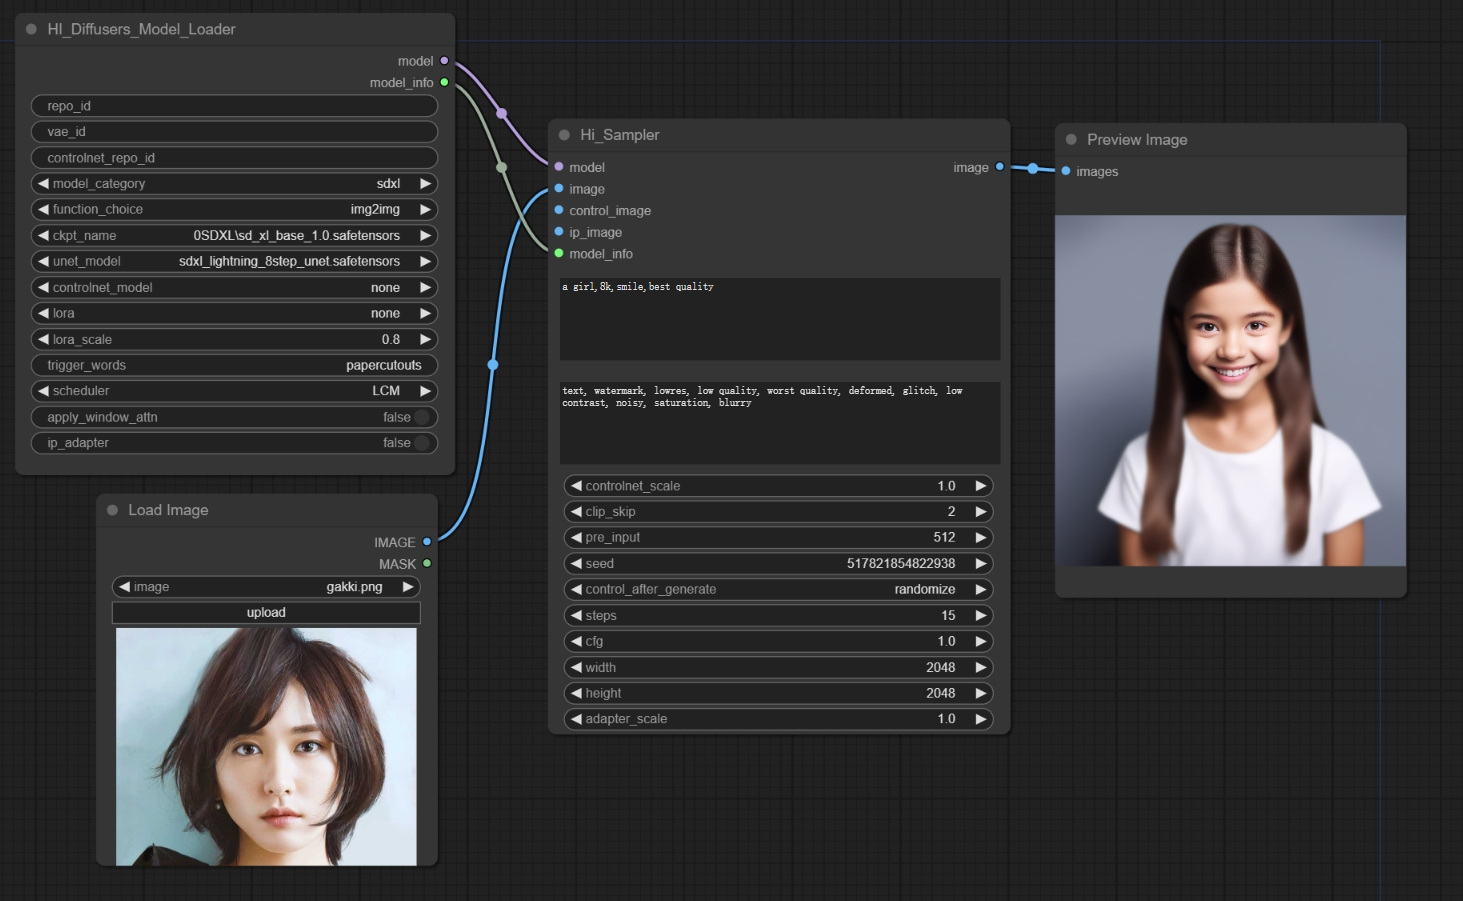 HI_Diffusers_Model_Loader
model
model_info
repo_id
vae_id
controlnet_repo_id
model_category sdxl
function_choice img2img
ckpt_name 0SDXL\sd_xl_base_1.0.safetensors
unet_model sdxl_lightning_8step_unet.safetensors
controlnet_model none
lora none
lora_scale 0.8
trigger_words papercutouts
scheduler LCM
apply_window_attn false
ip_adapter false
Load Image
IMAGE
MASK
image gakki.png
upload
Hi_Sampler
model image
image
control_image
ip_image
model_info
a girl,8k,smile,best quality
text, watermark, lowres, low quality, worst quality, deformed, glitch, low
contrast, noisy, saturation, blurry
controlnet_scale 1.0
clip_skip 2
pre_input 512
seed 517821854822938
control_after_generate randomize
steps 15
cfg 1.0
width 2048
height 2048
adapter_scale 1.0
Preview Image
images